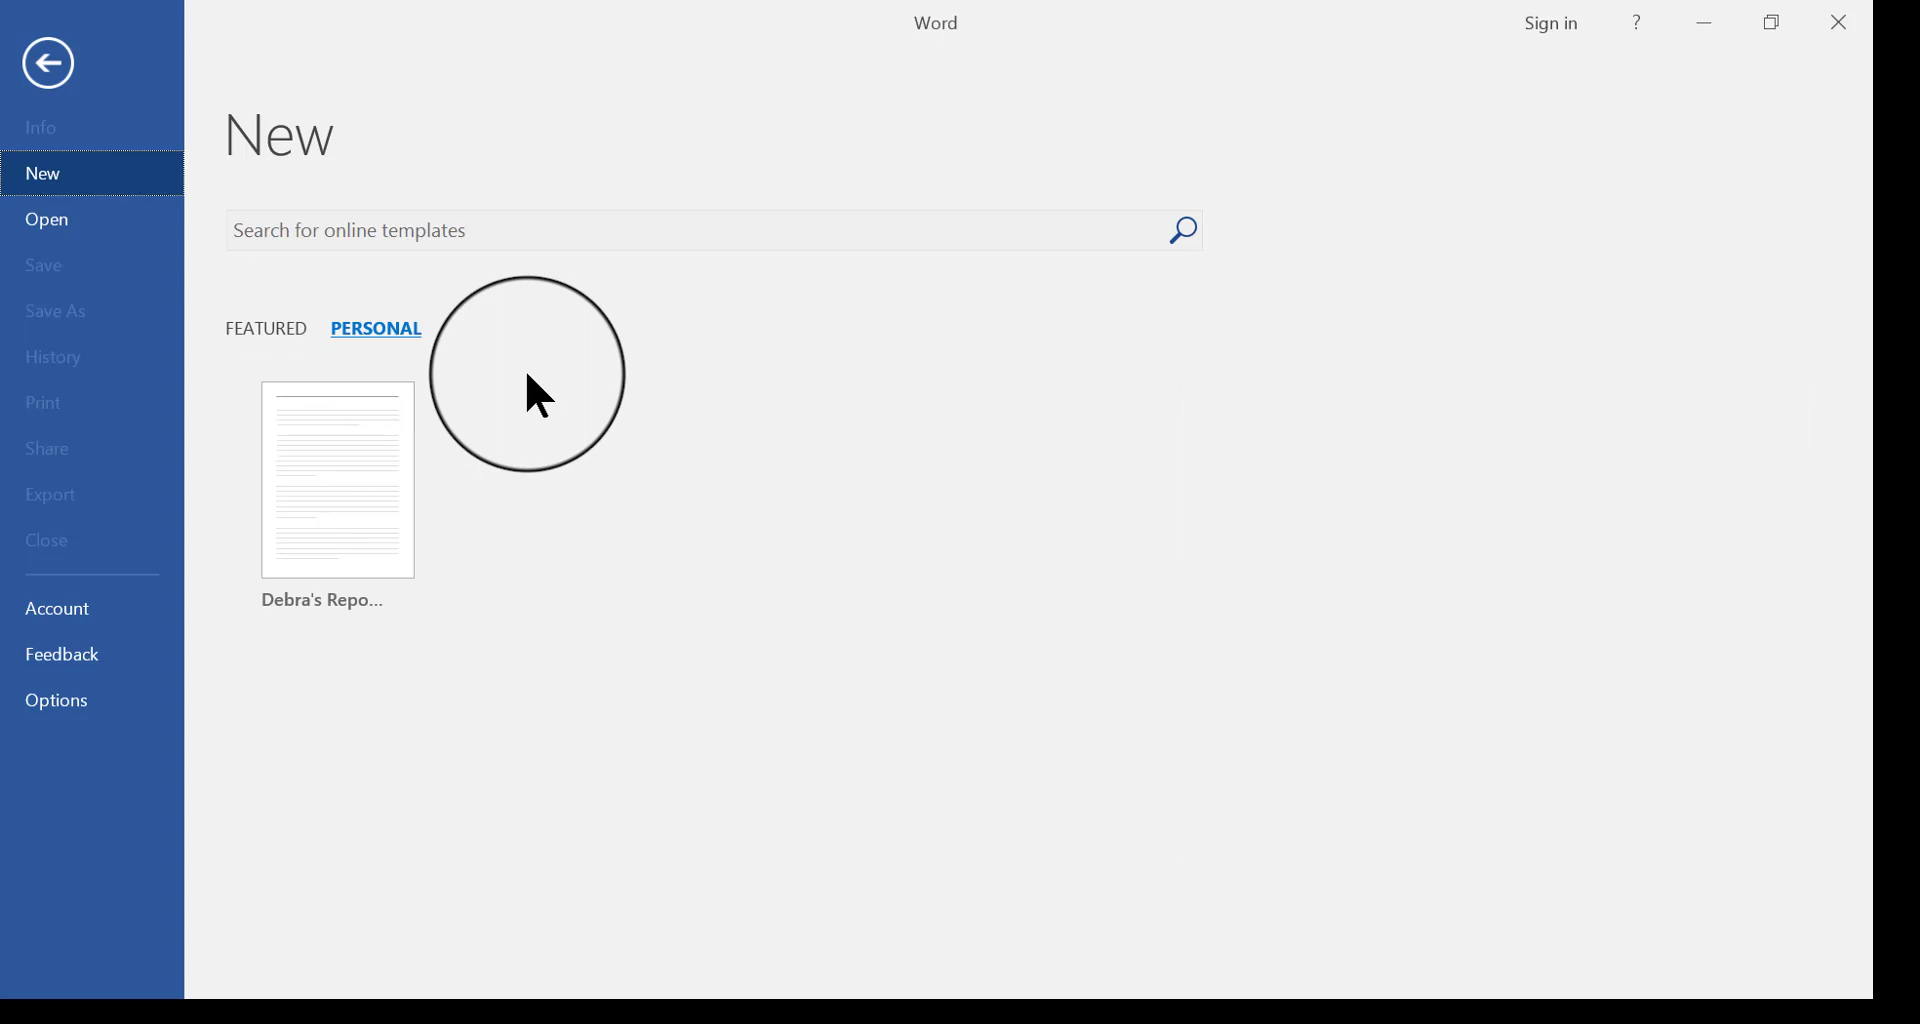 Word
Sign in
?
Info
New
Open
Save
Save As
History
Print
Share
Export
Close
Account
Feedback
Options
New
Search for online templates
FEATURED PERSONAL
Debra's Repo...